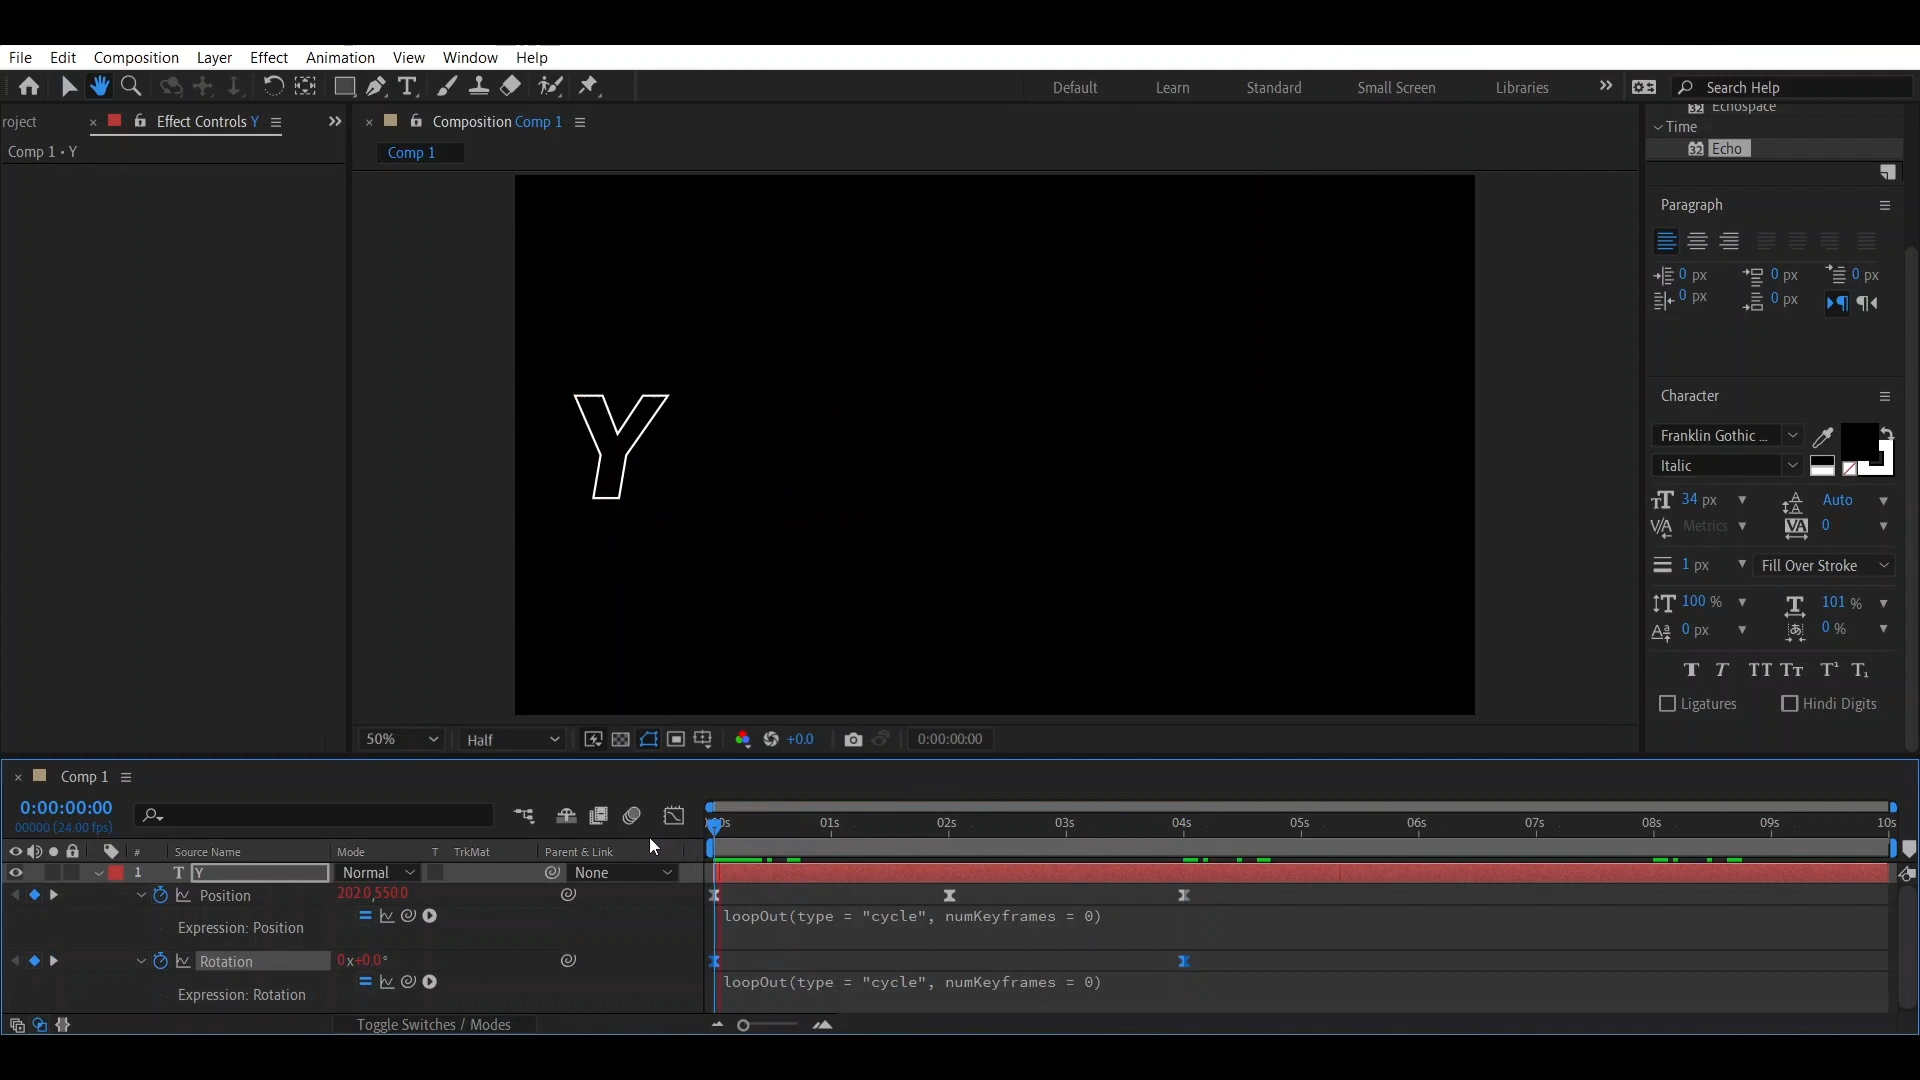 File Edit Composition Layer Effect Animation View Window Help
Default Learn Standard Small Screen Libraries Search Help
roject Effect Controls Y Composition Comp 1
Comp 1 • Y
Comp 1
Echospace
Time
32 Echo
Paragraph
0 px 0 px 0 px
0 px 0 px
Y
Character
Franklin Gothic ...
Italic
34 px Auto
Metrics 0
1 px Fill Over Stroke
100 % 101 %
0 px 0 %
T T TT Tt T¹ T₁
Ligatures Hindi Digits
50% Half +0.0 0:00:00:00
Comp 1
0:00:00:00
00000 (24.00 fps)
00s 01s 02s 03s 04s 05s 06s 07s 08s 09s 10s
# Source Name Mode T TrkMat Parent & Link
1 T Y Normal None
Position 202.0,550.0
Expression: Position loopOut(type = "cycle", numKeyframes = 0)
Rotation 0x+0.0°
Expression: Rotation loopOut(type = "cycle", numKeyframes = 0)
Toggle Switches / Modes